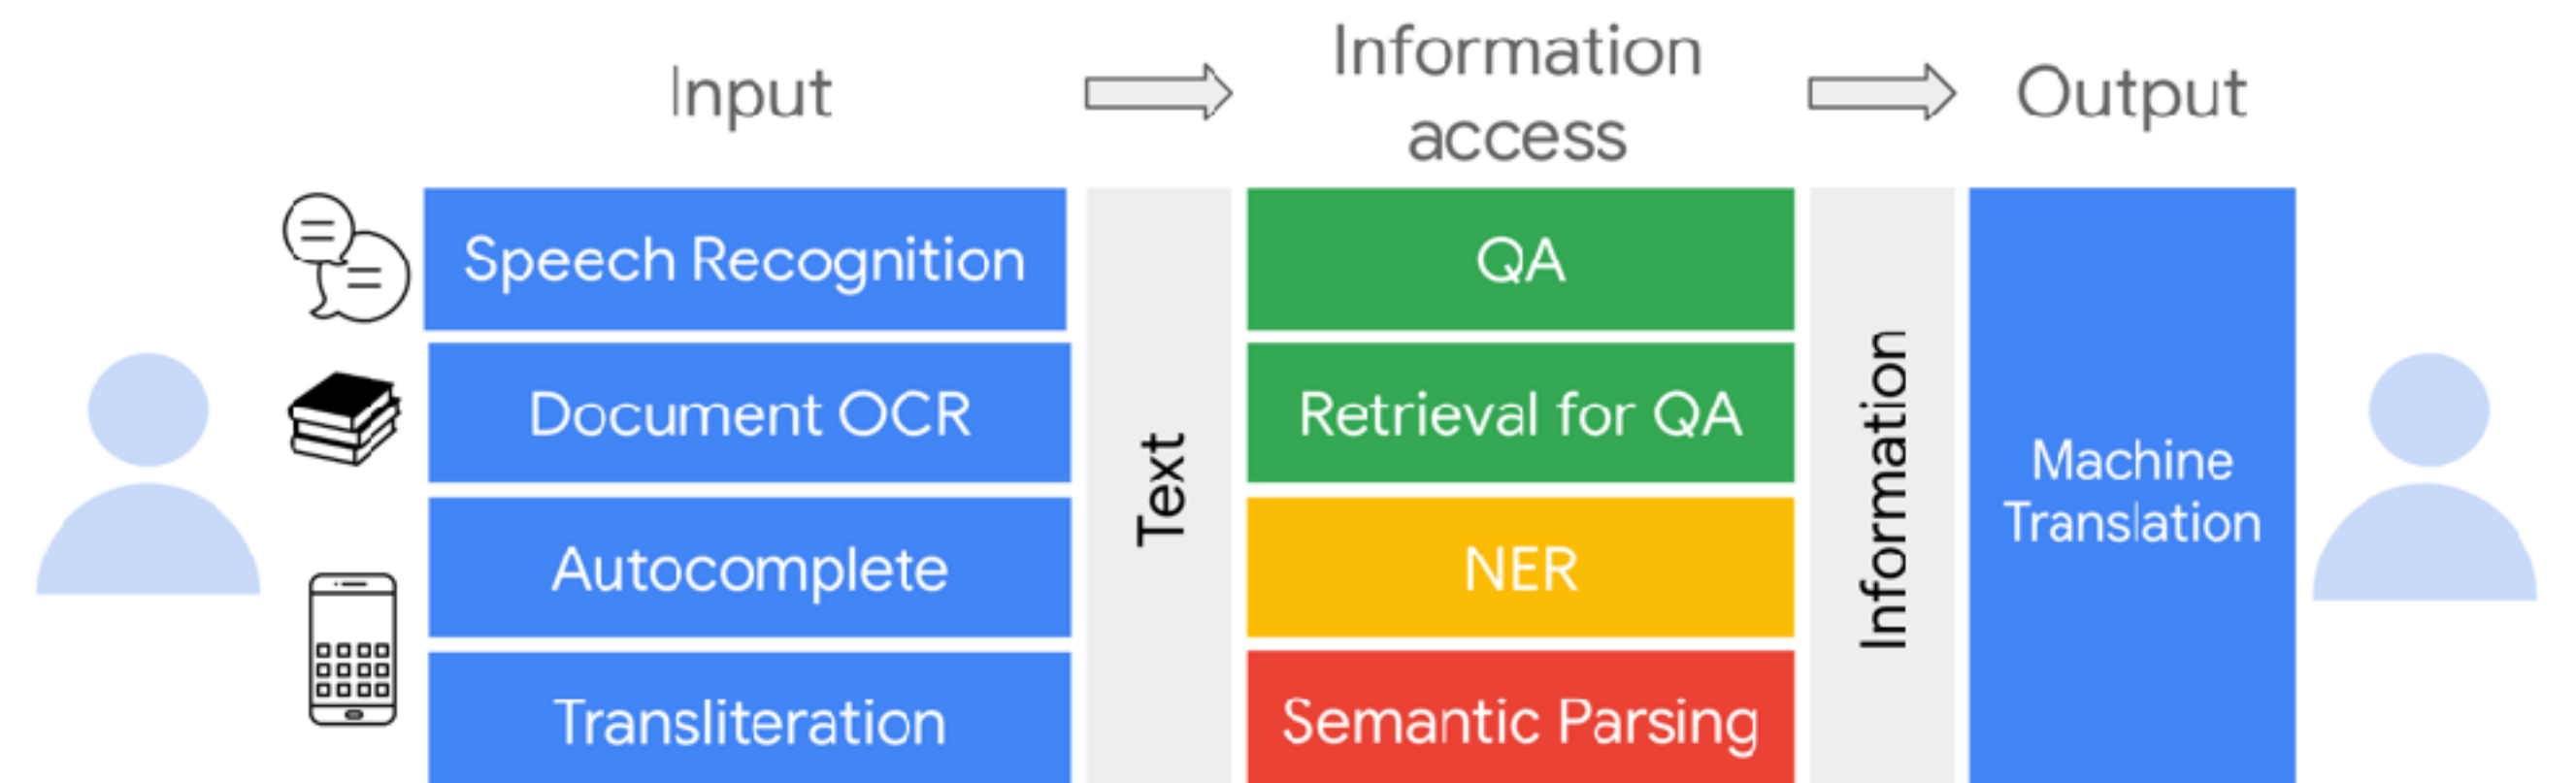 Input
Information
access
Output
Speech Recognition
QA
Document OCR
Retrieval for QA
Autocomplete
NER
Transliteration
Semantic Parsing
Text
Information
Machine
Translation